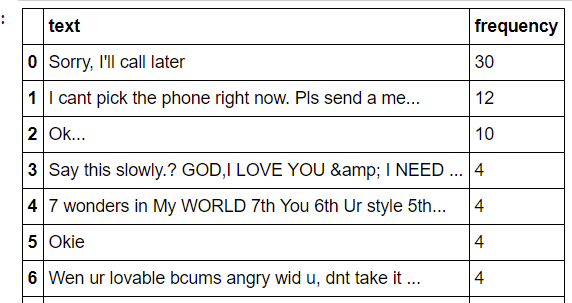 :
text frequency
0 Sorry, I'll call later 30
1 I cant pick the phone right now. Pls send a me... 12
2 Ok... 10
3 Say this slowly.? GOD,I LOVE YOU &amp; I NEED ... 4
4 7 wonders in My WORLD 7th You 6th Ur style 5th... 4
5 Okie 4
6 Wen ur lovable bcums angry wid u, dnt take it ... 4